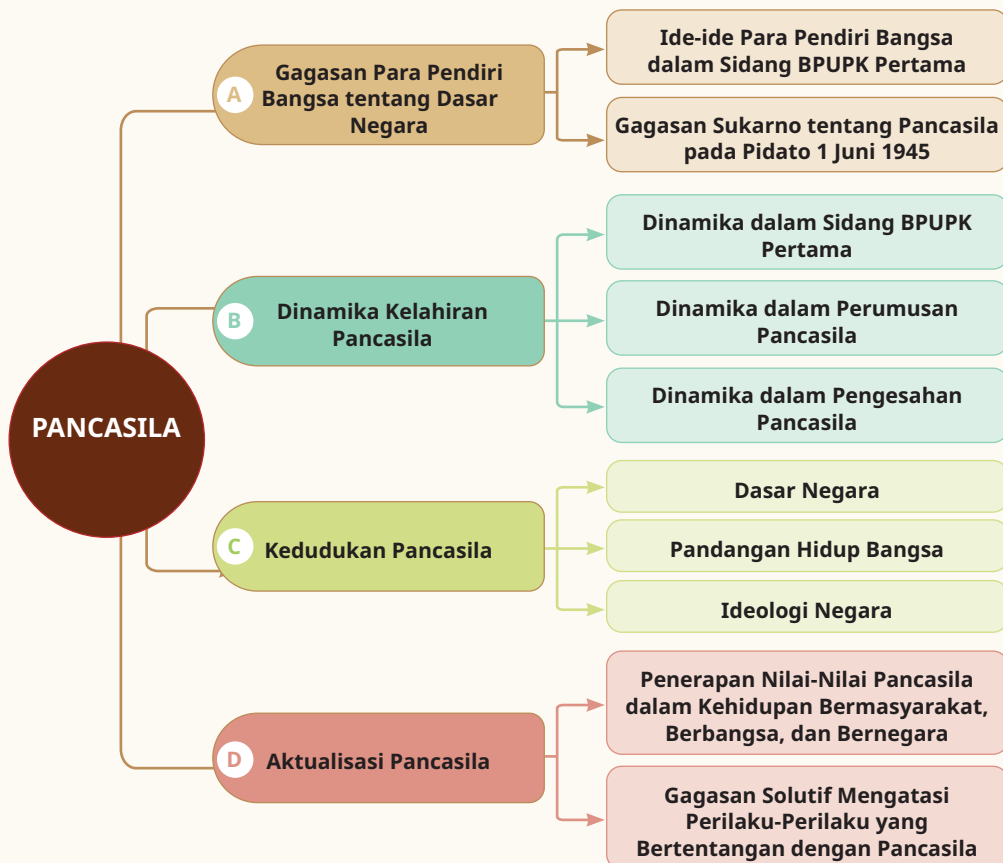 PANCASILA
A
Gagasan Para Pendiri
Bangsa tentang Dasar
Negara
Ide-ide Para Pendiri Bangsa
dalam Sidang BPUPK Pertama
Gagasan Sukarno tentang Pancasila
pada Pidato 1 Juni 1945
B
Dinamika Kelahiran
Pancasila
Dinamika dalam Sidang BPUPK
Pertama
Dinamika dalam Perumusan
Pancasila
Dinamika dalam Pengesahan
Pancasila
C
Kedudukan Pancasila
Dasar Negara
Pandangan Hidup Bangsa
Ideologi Negara
D
Aktualisasi Pancasila
Penerapan Nilai-Nilai Pancasila
dalam Kehidupan Bermasyarakat,
Berbangsa, dan Bernegara
Gagasan Solutif Mengatasi
Perilaku-Perilaku yang
Bertentangan dengan Pancasila